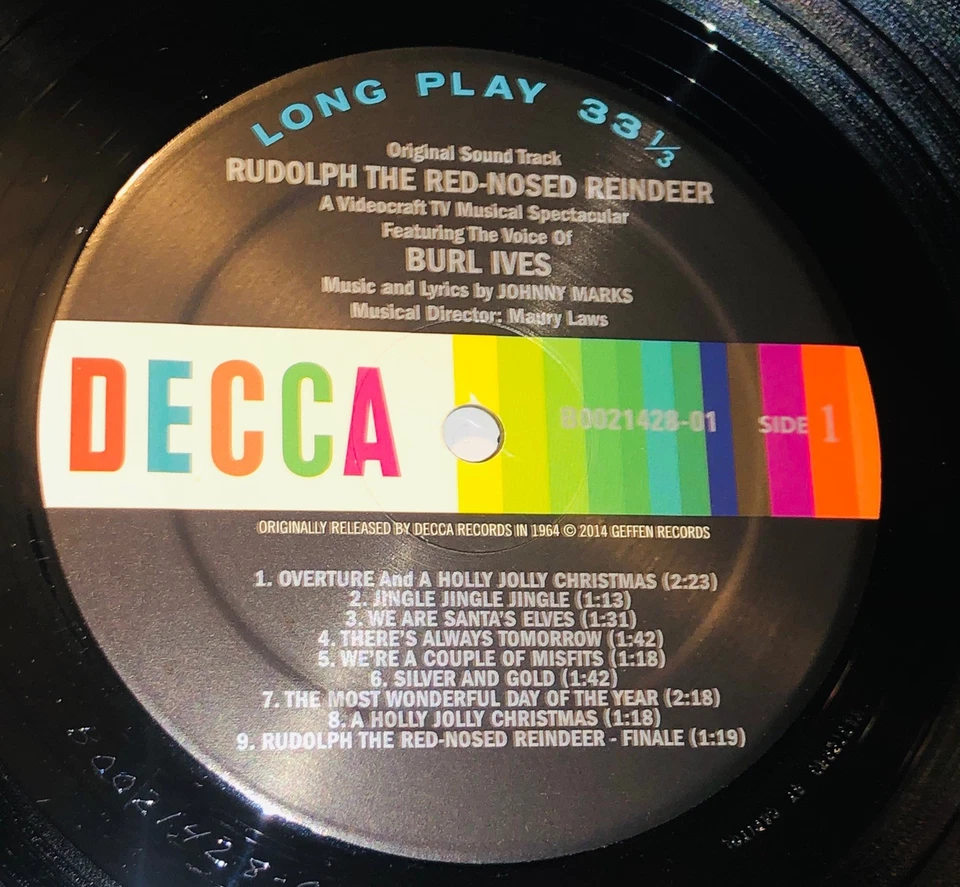 LONG PLAY 33 1/3
Original Sound Track
RUDOLPH THE RED-NOSED REINDEER
A Videocraft TV Musical Spectacular
Featuring The Voice Of
BURL IVES
Music and Lyrics by JOHNNY MARKS
Musical Director: Maury Laws
DECCA
B0021428-01
SIDE 1
ORIGINALLY RELEASED BY DECCA RECORDS IN 1964 © 2014 GEFFEN RECORDS
1. OVERTURE And A HOLLY JOLLY CHRISTMAS (2:23)
2. JINGLE JINGLE JINGLE (1:13)
3. WE ARE SANTA'S ELVES (1:31)
4. THERE'S ALWAYS TOMORROW (1:42)
5. WE'RE A COUPLE OF MISFITS (1:18)
6. SILVER AND GOLD (1:42)
7. THE MOST WONDERFUL DAY OF THE YEAR (2:18)
8. A HOLLY JOLLY CHRISTMAS (1:18)
9. RUDOLPH THE RED-NOSED REINDEER - FINALE (1:19)